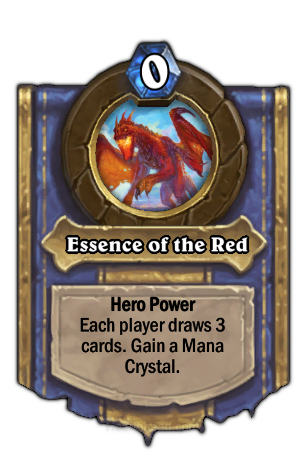 0
Essence of the Red
Hero Power
Each player draws 3
cards. Gain a Mana
Crystal.